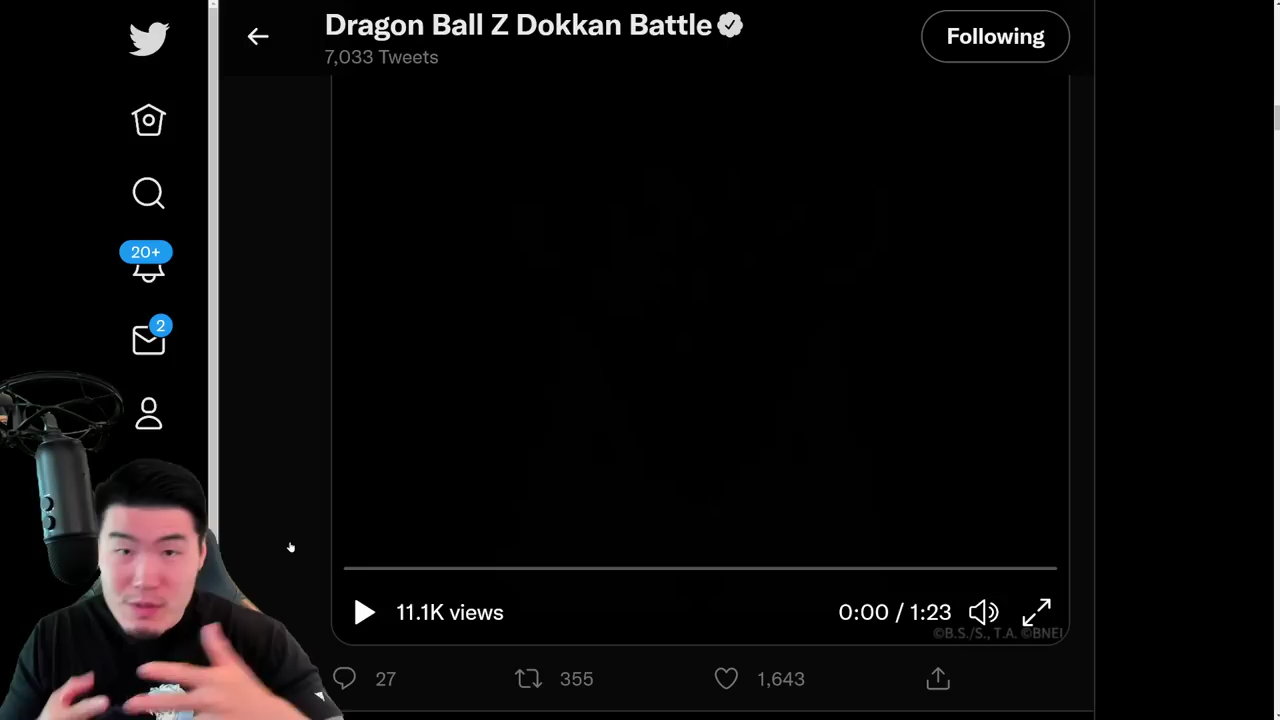 Dragon Ball Z Dokkan Battle
7,033 Tweets
Following
20+
2
11.1K views
0:00 / 1:23
©B.S./S., T.A. ©BNEI
27
355
1,643